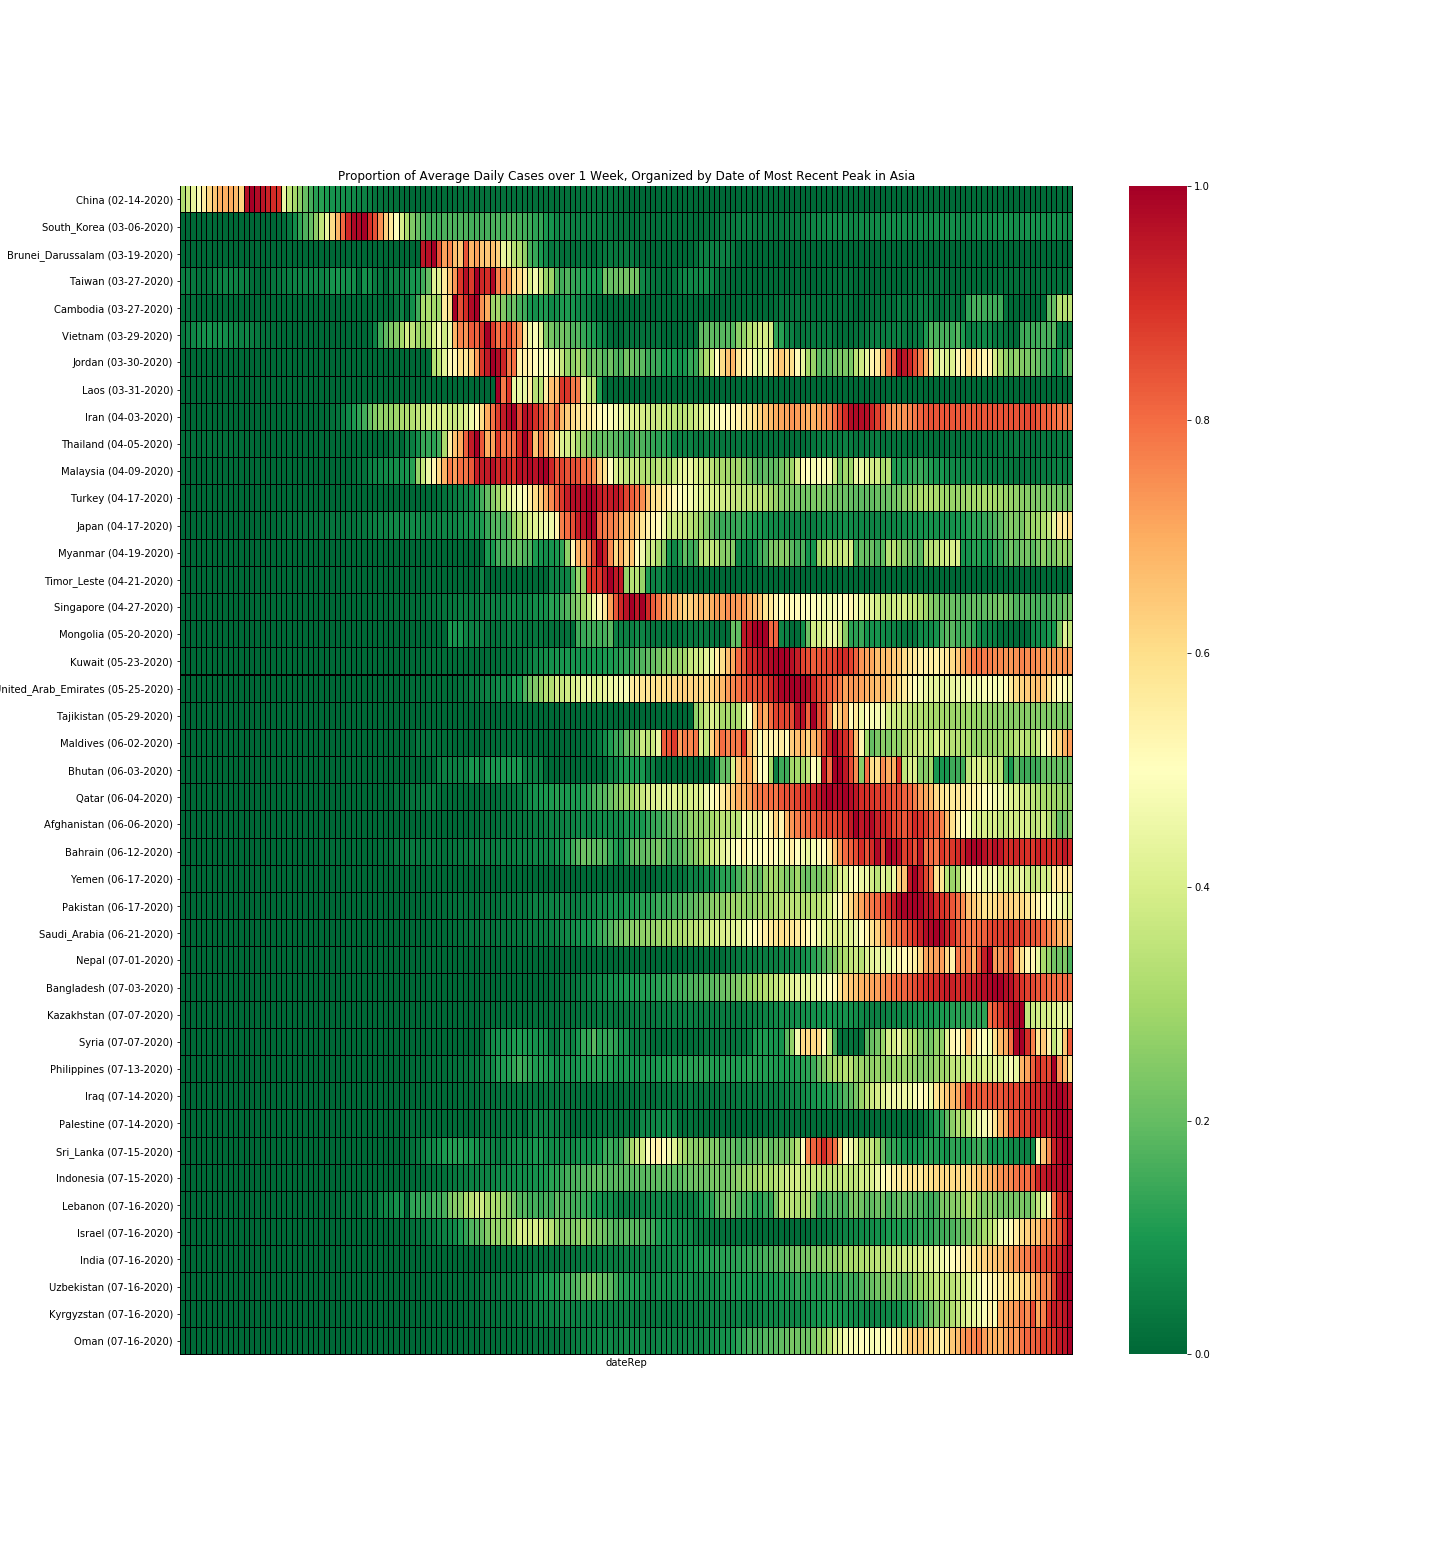 Proportion of Average Daily Cases over 1 Week, Organized by Date of Most Recent Peak in Asia
China (02-14-2020)
South_Korea (03-06-2020)
Brunei_Darussalam (03-19-2020)
Taiwan (03-27-2020)
Cambodia (03-27-2020)
Vietnam (03-29-2020)
Jordan (03-30-2020)
Laos (03-31-2020)
Iran (04-03-2020)
Thailand (04-05-2020)
Malaysia (04-09-2020)
Turkey (04-17-2020)
Japan (04-17-2020)
Myanmar (04-19-2020)
Timor_Leste (04-21-2020)
Singapore (04-27-2020)
Mongolia (05-20-2020)
Kuwait (05-23-2020)
nited_Arab_Emirates (05-25-2020)
Tajikistan (05-29-2020)
Maldives (06-02-2020)
Bhutan (06-03-2020)
Qatar (06-04-2020)
Afghanistan (06-06-2020)
Bahrain (06-12-2020)
Yemen (06-17-2020)
Pakistan (06-17-2020)
Saudi_Arabia (06-21-2020)
Nepal (07-01-2020)
Bangladesh (07-03-2020)
Kazakhstan (07-07-2020)
Syria (07-07-2020)
Philippines (07-13-2020)
Iraq (07-14-2020)
Palestine (07-14-2020)
Sri_Lanka (07-15-2020)
Indonesia (07-15-2020)
Lebanon (07-16-2020)
Israel (07-16-2020)
India (07-16-2020)
Uzbekistan (07-16-2020)
Kyrgyzstan (07-16-2020)
Oman (07-16-2020)
dateRep
1.0
0.8
0.6
0.4
0.2
0.0